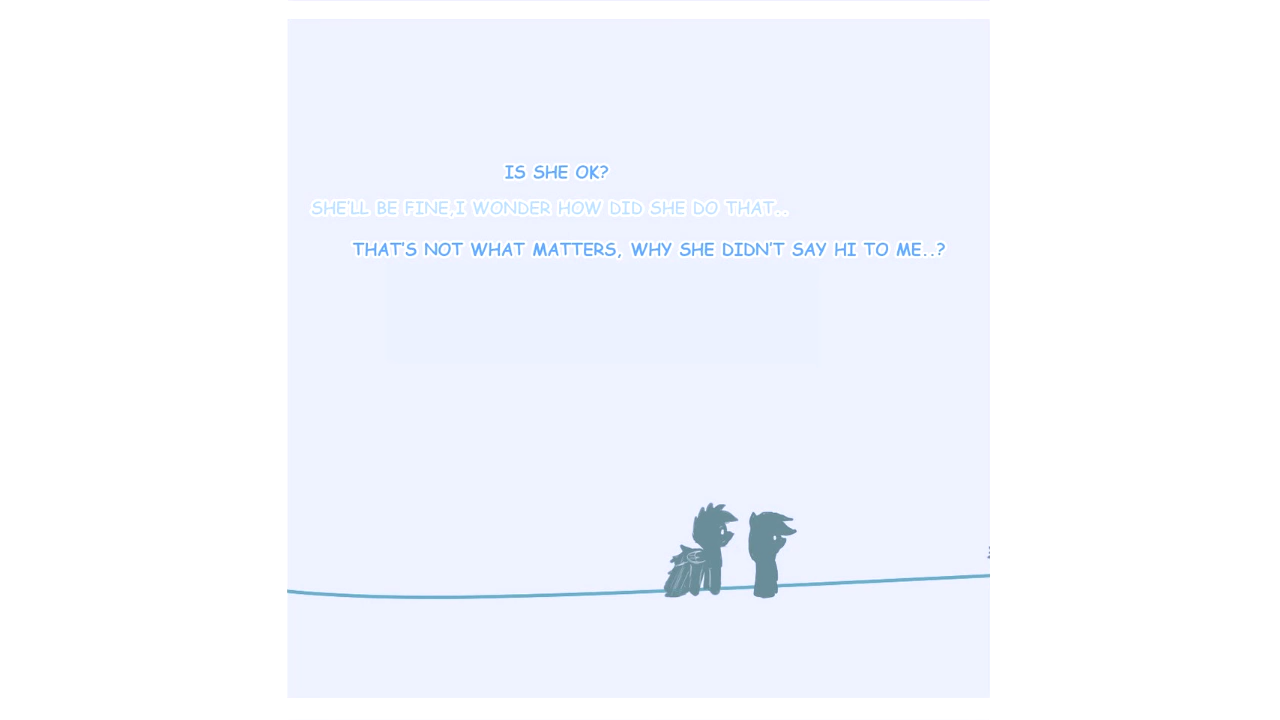 IS SHE OK?
SHE'LL BE FINE,I WONDER HOW DID SHE DO THAT..
THAT'S NOT WHAT MATTERS, WHY SHE DIDN'T SAY HI TO ME..?